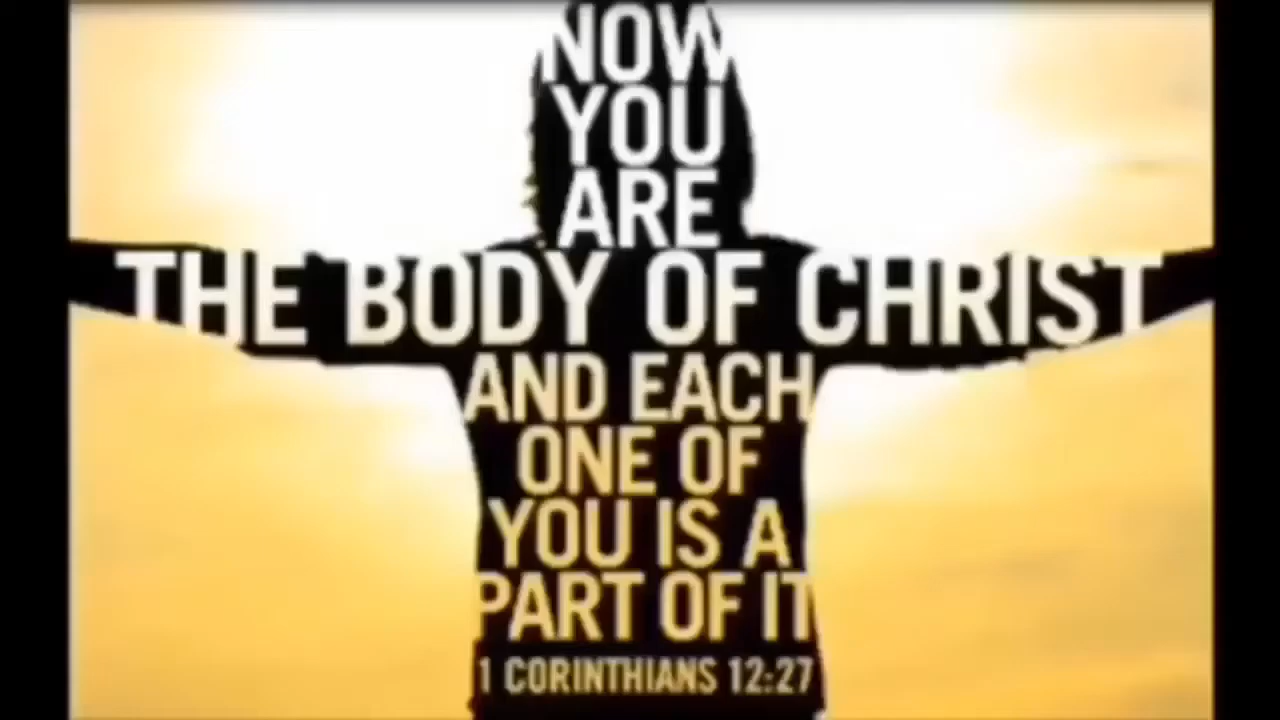 NOW
YOU
ARE
THE BODY OF CHRIST
AND EACH
ONE OF
YOU IS A
PART OF IT
1 CORINTHIANS 12:27